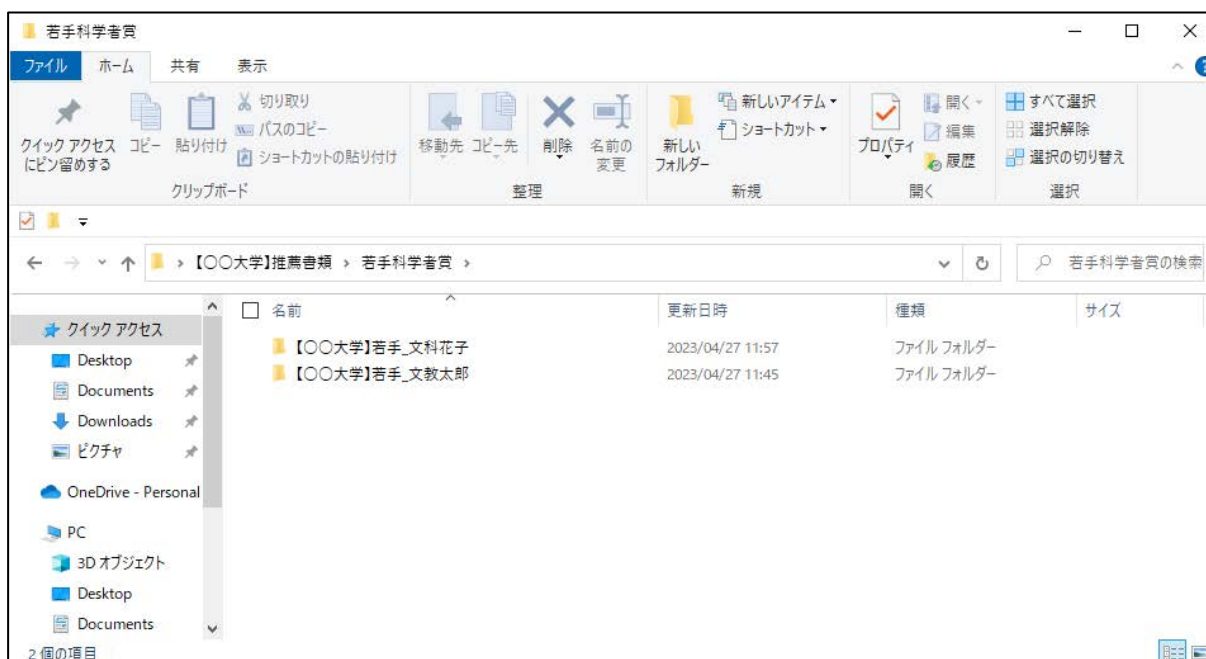 若手科学者賞
ファイル ホーム 共有 表示
クイック アクセス
にピン留めする
コピー
貼り付け
切り取り
パスのコピー
ショートカットの貼り付け
クリップボード
移動先
コピー先
削除
名前の
変更
整理
新しい
フォルダー
新しいアイテム
ショートカット
新規
プロパティ
開く
編集
履歴
開く
すべて選択
選択解除
選択の切り替え
選択
【〇〇大学】推薦書類 › 若手科学者賞 ›
若手科学者賞の検索
名前 更新日時 種類 サイズ
【〇〇大学】若手_文科花子 2023/04/27 11:57 ファイル フォルダー
【〇〇大学】若手_文教太郎 2023/04/27 11:45 ファイル フォルダー
クイック アクセス
Desktop
Documents
Downloads
ピクチャ
OneDrive - Personal
PC
3D オブジェクト
Desktop
Documents
2 個の項目